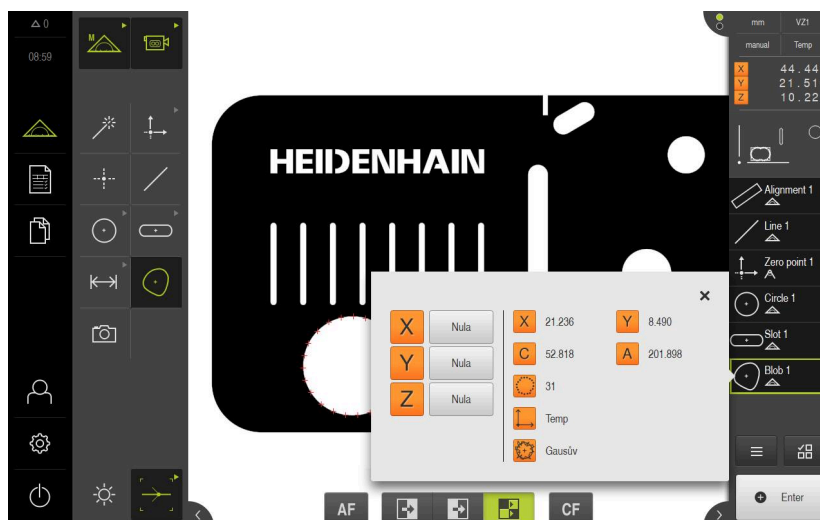 0
08:59
M
HEIDENHAIN
mm VZ1
manual Temp
X 44.44
Y 21.51
Z 10.22
Alignment 1
Line 1
Zero point 1
Circle 1
Slot 1
Blob 1
X Nula
Y Nula
Z Nula
X 21.236 Y 8.490
C 52.818 A 201.898
31
Temp
Gausův
AF CF
Enter